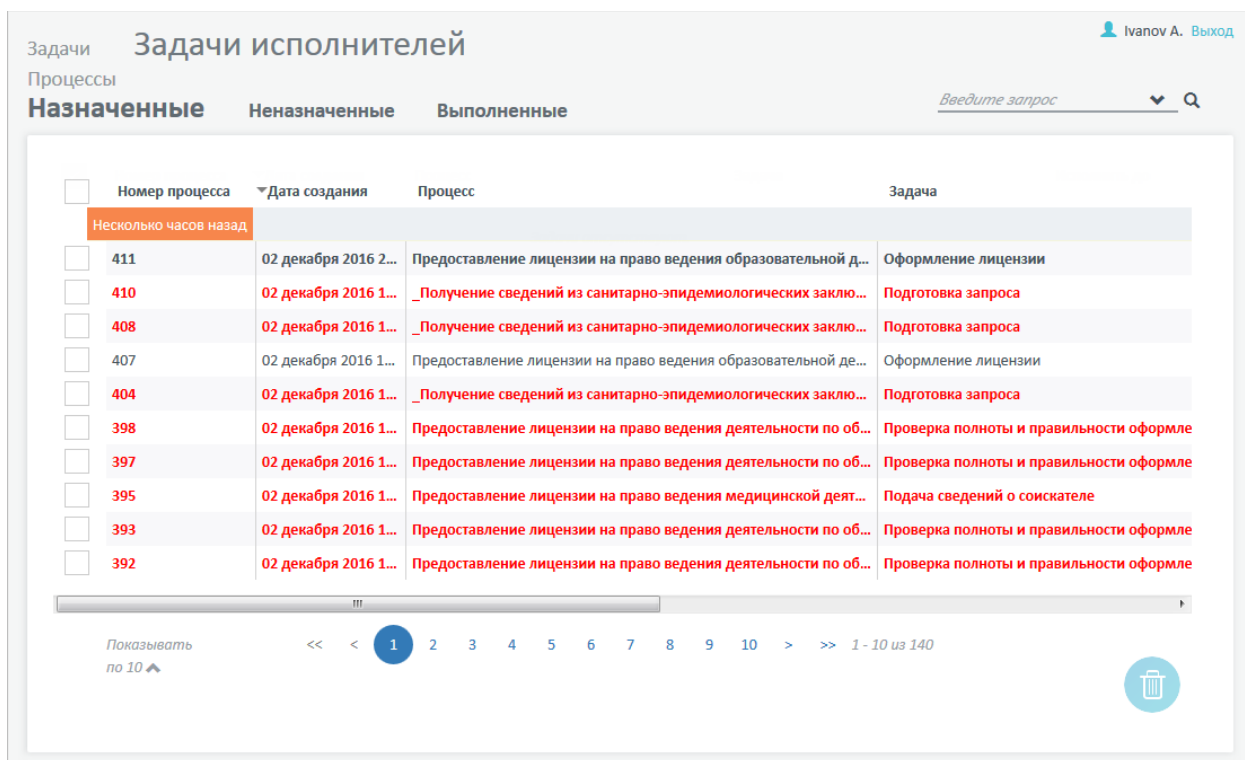 Ivanov A. Выход
Задачи Задачи исполнителей
Процессы
Назначенные Неназначенные Выполненные Введите запрос
Номер процесса Дата создания Процесс Задача
Несколько часов назад
411 02 декабря 2016 2... Предоставление лицензии на право ведения образовательной д... Оформление лицензии
410 02 декабря 2016 1... _Получение сведений из санитарно-эпидемиологических заклю... Подготовка запроса
408 02 декабря 2016 1... _Получение сведений из санитарно-эпидемиологических заклю... Подготовка запроса
407 02 декабря 2016 1... Предоставление лицензии на право ведения образовательной де... Оформление лицензии
404 02 декабря 2016 1... _Получение сведений из санитарно-эпидемиологических заклю... Подготовка запроса
398 02 декабря 2016 1... Предоставление лицензии на право ведения деятельности по об... Проверка полноты и правильности оформле
397 02 декабря 2016 1... Предоставление лицензии на право ведения деятельности по об... Проверка полноты и правильности оформле
395 02 декабря 2016 1... Предоставление лицензии на право ведения медицинской деят... Подача сведений о соискателе
393 02 декабря 2016 1... Предоставление лицензии на право ведения деятельности по об... Проверка полноты и правильности оформле
392 02 декабря 2016 1... Предоставление лицензии на право ведения деятельности по об... Проверка полноты и правильности оформле
Показывать << < 1 2 3 4 5 6 7 8 9 10 > >> 1 - 10 из 140
по 10